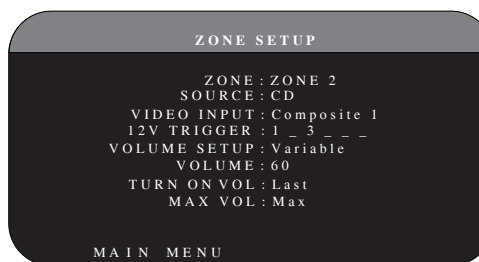 ZONE SETUP
ZONE : ZONE 2
SOURCE : CD
VIDEO INPUT : Composite 1
12V TRIGGER : 1 _ 3 _ _ _
VOLUME SETUP : Variable
VOLUME : 60
TURN ON VOL : Last
MAX VOL : Max
MAIN MENU